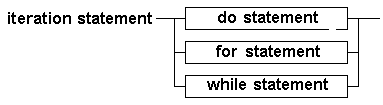 iteration statement
do statement
for statement
while statement